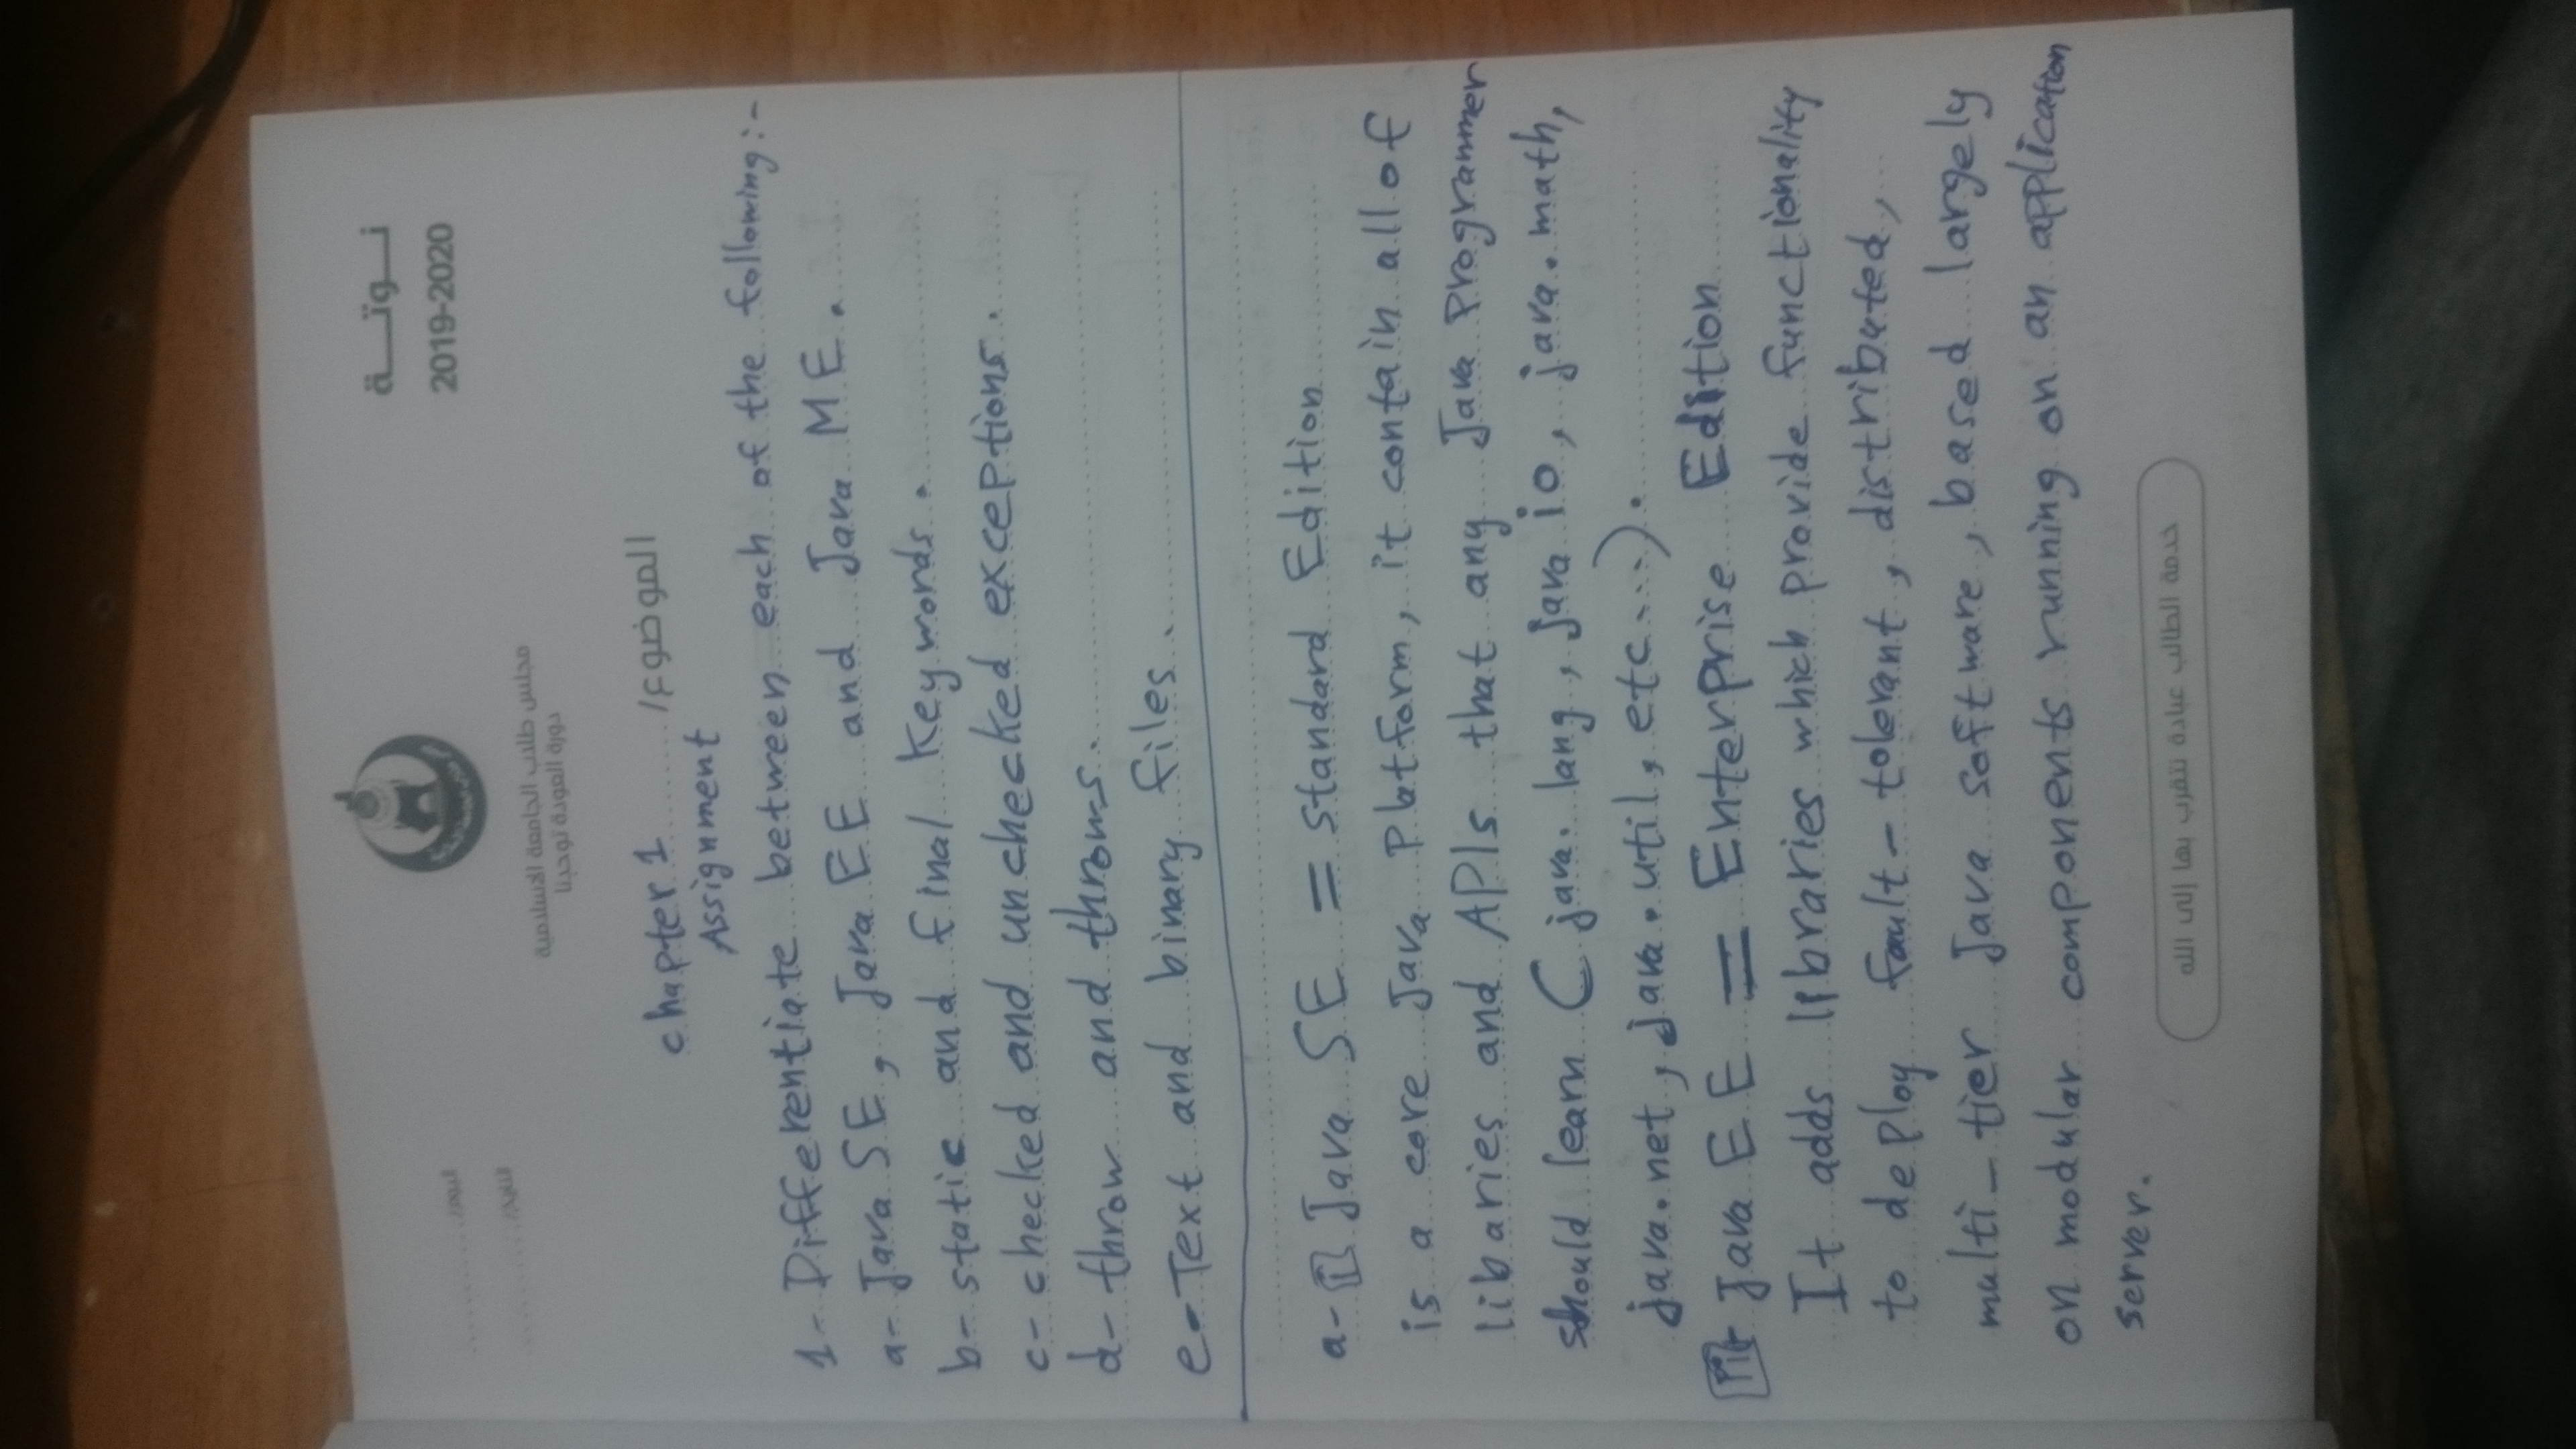 نـــوتـــة
2019-2020
اليوم/...........
التاريخ/...........
مجلس طلاب الجامعة الاسلامية
دورة العودة توحدنا
الموضوع/........ chapter 1
Assignment
1- Differentiate between each of the following:-
a- Java SE, Java EE and Java ME.
b- static and final Keywords.
c- checked and unchecked exceptions.
d- throw and throws.
e- Text and binary files.
a- i Java SE = Standard Edition
is a core Java Platform, it contain all of
libaries and APIs that any Java Programmer
should learn ( java. lang, java io, java. math,
java.net, java.util, etc...).
Java EE = Enterprise Edition
It adds libraries which provide functionality
to deploy fault-tolerant, distributed,
multi-tier Java software, based largely
on modular components running on an application
server.
خدمة الطالب عبادة نتقرب بها إلى الله